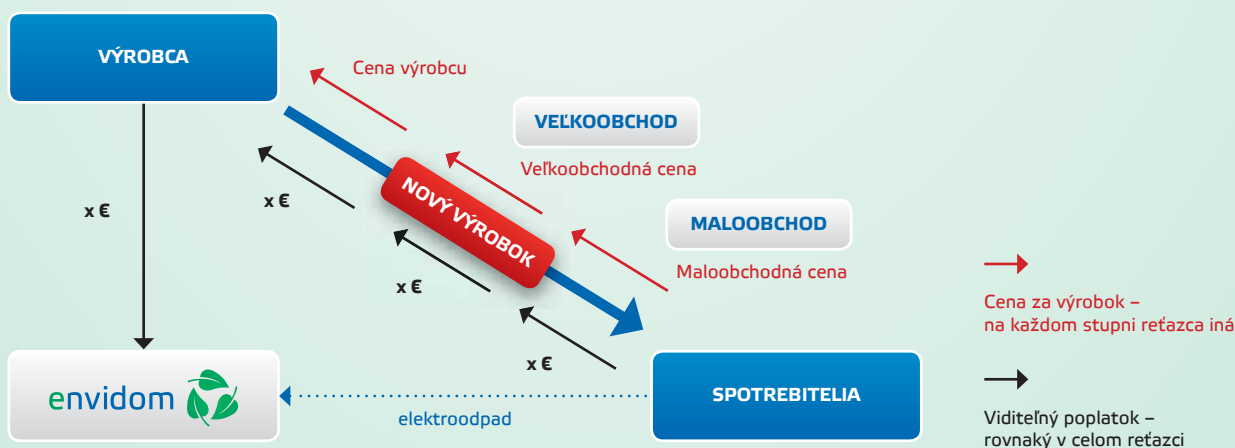 VÝROBCA
Cena výrobcu
VEĽKOOBCHOD
Veľkoobchodná cena
x €
x €
NOVÝ VÝROBOK
MALOOBCHOD
Maloobchodná cena
x €
Cena za výrobok –
na každom stupni reťazca iná
x €
envidom
elektroodpad
SPOTREBITELIA
Viditeľný poplatok –
rovnaký v celom reťazci